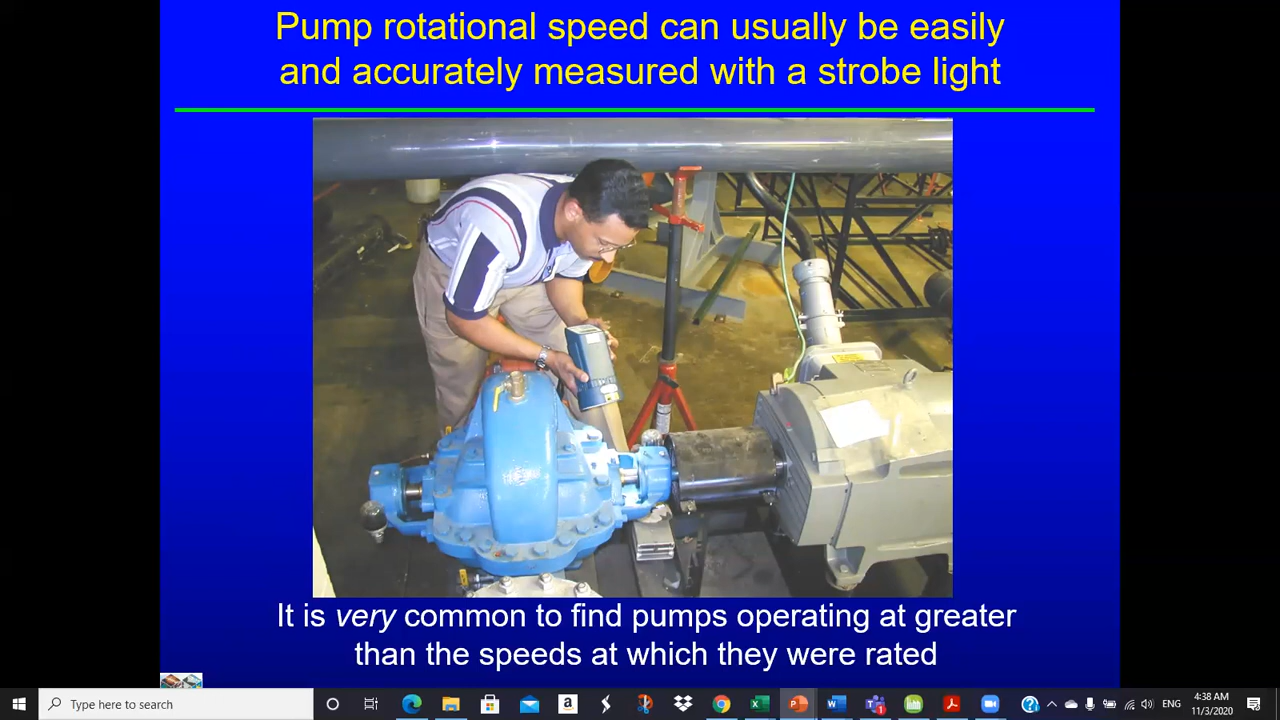 Pump rotational speed can usually be easily
and accurately measured with a strobe light
It is very common to find pumps operating at greater
than the speeds at which they were rated
Type here to search
4:38 AM
11/3/2020